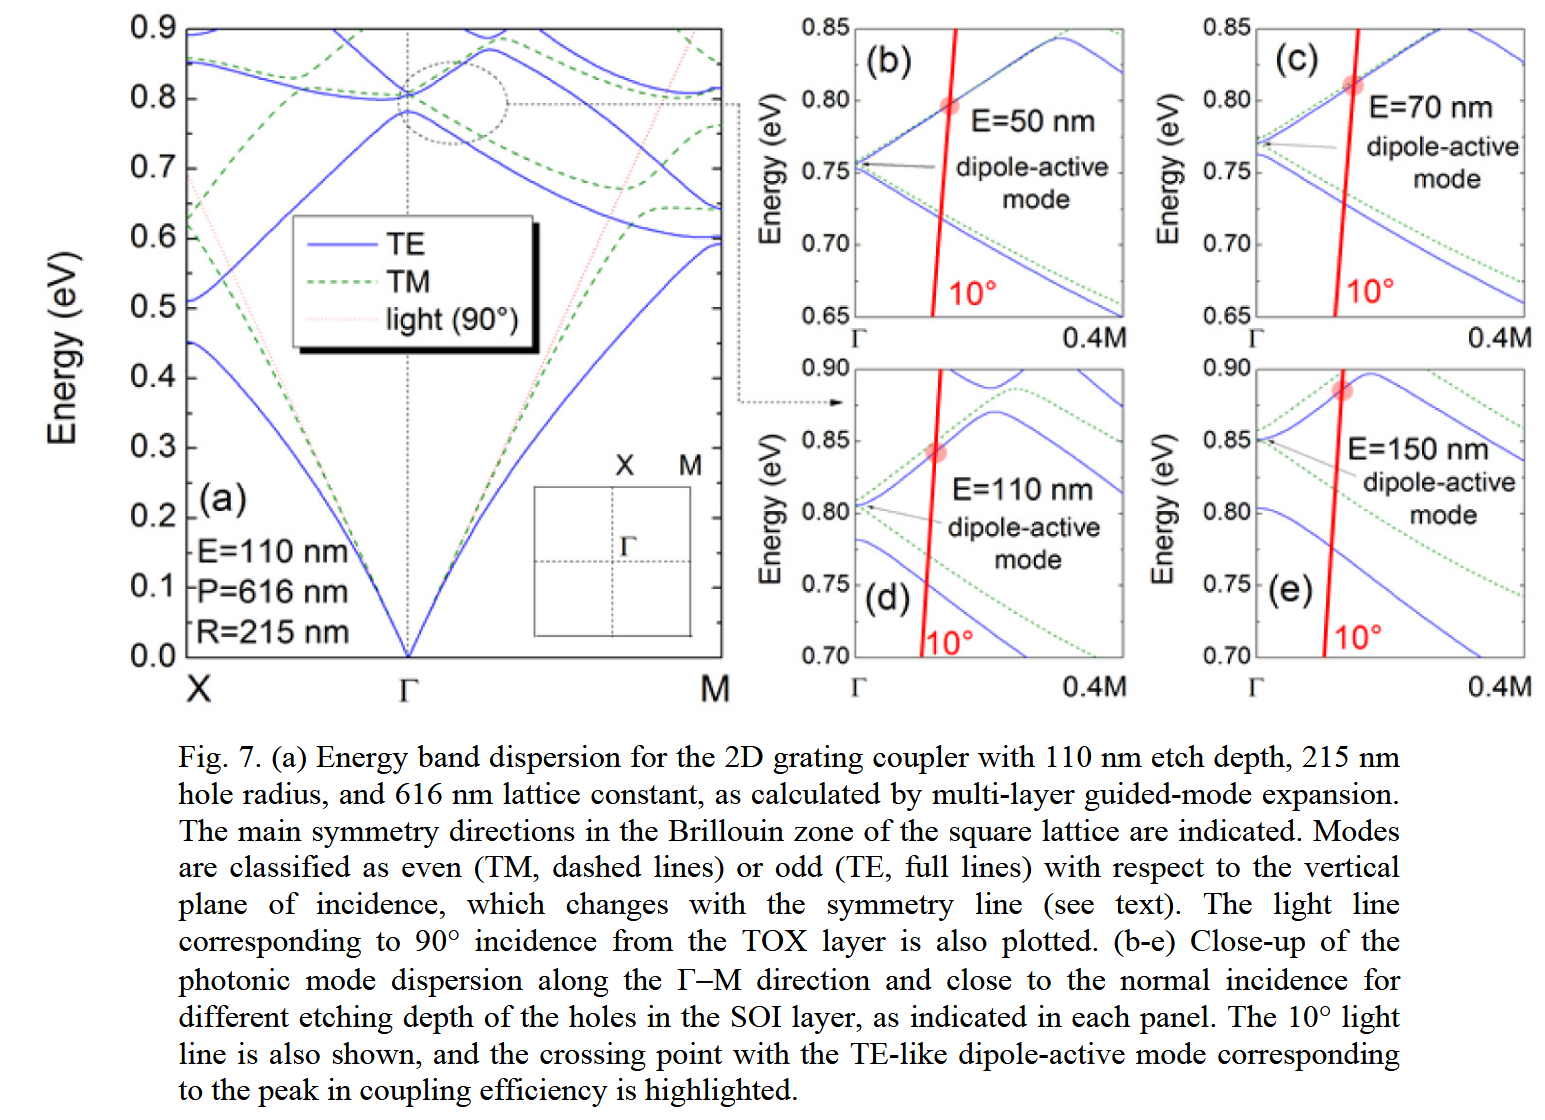 0.9
0.8
0.7
0.6
0.5
0.4
0.3
0.2
0.1
0.0
Energy (eV)
TE
TM
light (90°)
(a)
E=110 nm
P=616 nm
R=215 nm
X M
Γ
X Γ M
0.85
0.80
0.75
0.70
0.65
Energy (eV)
(b)
E=50 nm
dipole-active
mode
10°
Γ 0.4M
0.85
0.80
0.75
0.70
0.65
Energy (eV)
(c)
E=70 nm
dipole-active
mode
10°
Γ 0.4M
0.90
0.85
0.80
0.75
0.70
Energy (eV)
E=110 nm
dipole-active
mode
(d)
10°
Γ 0.4M
0.90
0.85
0.80
0.75
0.70
Energy (eV)
E=150 nm
dipole-active
mode
(e)
10°
Γ 0.4M
Fig. 7. (a) Energy band dispersion for the 2D grating coupler with 110 nm etch depth, 215 nm
hole radius, and 616 nm lattice constant, as calculated by multi-layer guided-mode expansion.
The main symmetry directions in the Brillouin zone of the square lattice are indicated. Modes
are classified as even (TM, dashed lines) or odd (TE, full lines) with respect to the vertical
plane of incidence, which changes with the symmetry line (see text). The light line
corresponding to 90° incidence from the TOX layer is also plotted. (b-e) Close-up of the
photonic mode dispersion along the Γ–M direction and close to the normal incidence for
different etching depth of the holes in the SOI layer, as indicated in each panel. The 10° light
line is also shown, and the crossing point with the TE-like dipole-active mode corresponding
to the peak in coupling efficiency is highlighted.